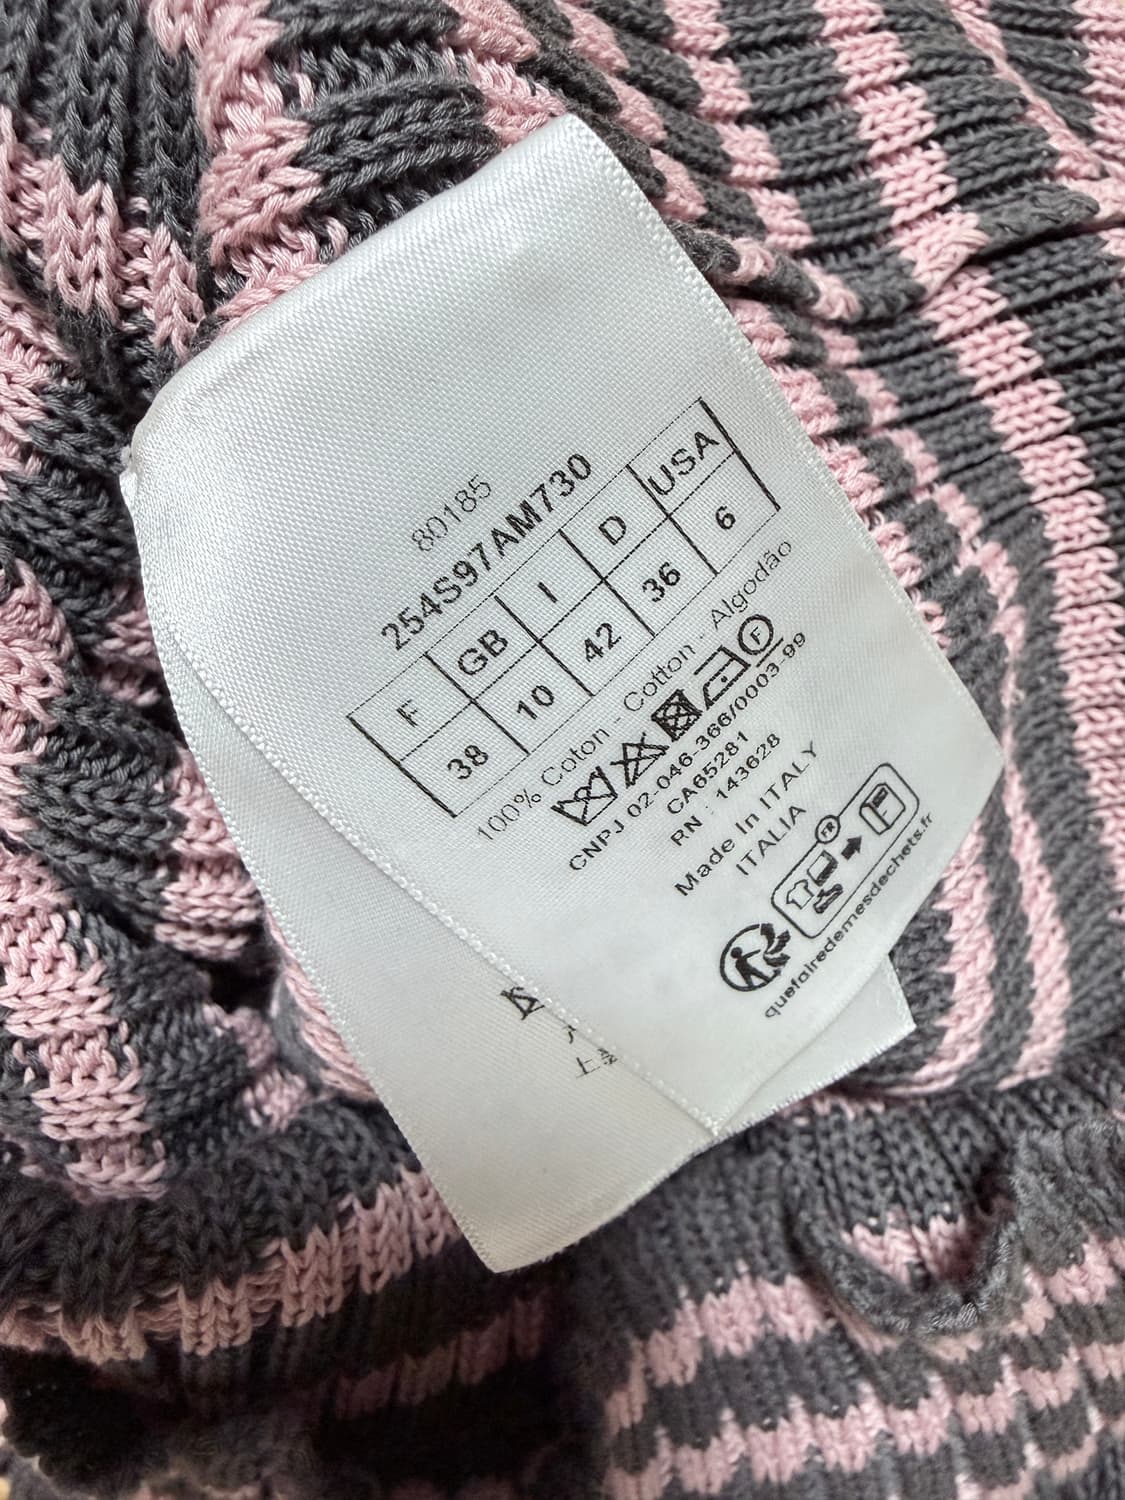 80185
254S97AM730
F GB I D USA
38 10 42 36 6
100% Coton - Cotton - Algodão
F
CNPJ 02-046-366/0003-99
CA65281
RN : 143628
Made In ITALY
ITALIA
FR
quefairedemesdechets.fr